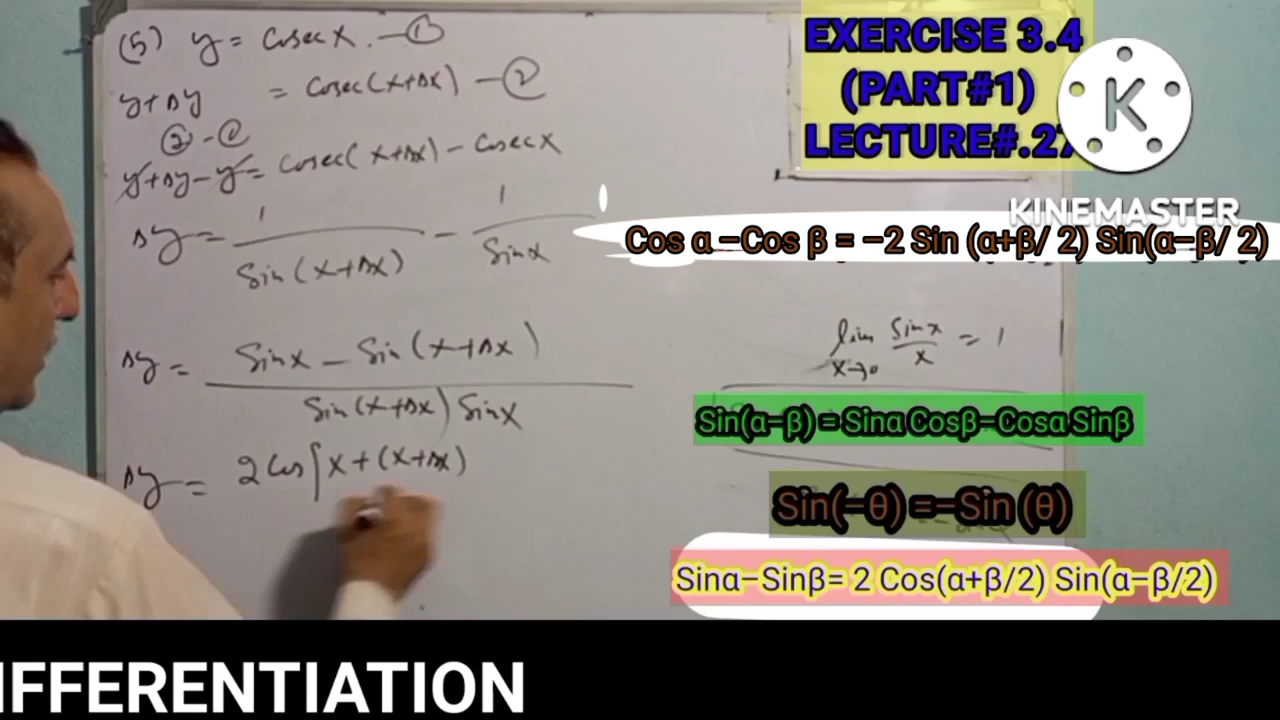 (5) y = Cosec x. — ①
y+Δy = Cosec(x+Δx) — ②
② - ①
y+Δy-y = Cosec(x+Δx) - Cosec x
Δy = 1/Sin(x+Δx) - 1/Sin x
Δy = Sin x - Sin(x+Δx) / Sin(x+Δx) Sin x
Δy = 2 Cos[x+(x+Δx)
EXERCISE 3.4
(PART#1)
LECTURE#.27
K
KINEMASTER
Cos α –Cos β = –2 Sin (α+β/ 2) Sin(α–β/ 2)
lim x→0 Sin x/x = 1
Sin(α–β) = Sinα Cosβ–Cosα Sinβ
Sin(–θ) =–Sin (θ)
Sinα–Sinβ= 2 Cos(α+β/2) Sin(α–β/2)
IFFERENTIATION